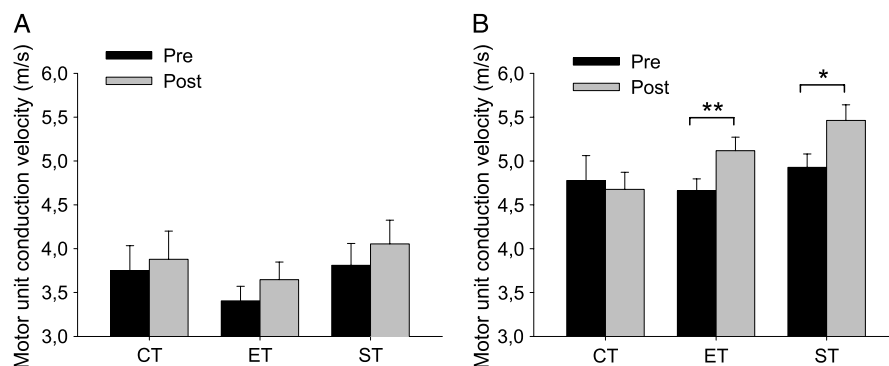 A
Motor unit conduction velocity (m/s)
Pre
Post
6,0
5,5
5,0
4,5
4,0
3,5
3,0
CT
ET
ST
B
Motor unit conduction velocity (m/s)
Pre
Post
6,0
5,5
5,0
4,5
4,0
3,5
3,0
**
*
CT
ET
ST